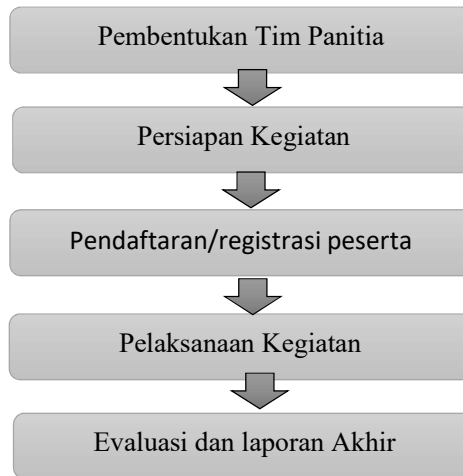 Pembentukan Tim Panitia
Persiapan Kegiatan
Pendaftaran/registrasi peserta
Pelaksanaan Kegiatan
Evaluasi dan laporan Akhir